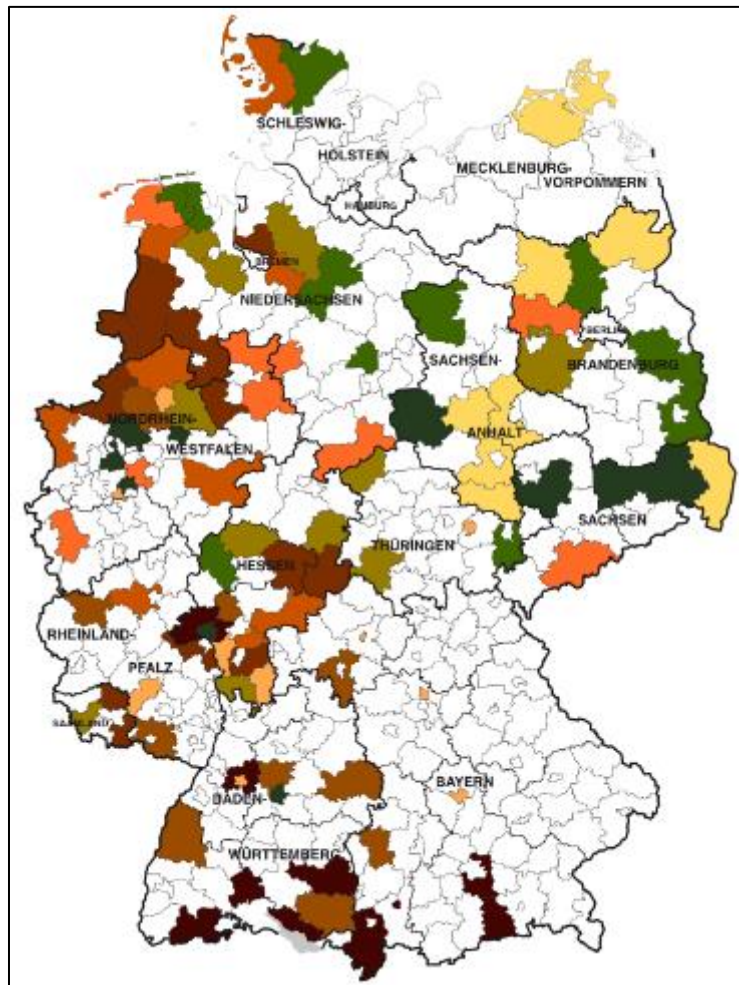 SCHLESWIG-
HOLSTEIN
MECKLENBURG-
VORPOMMERN
HAMBURG
BREMEN
NIEDERSACHSEN
BERLIN
SACHSEN-
BRANDENBURG
ANHALT
NORDRHEIN-
WESTFALEN
SACHSEN
THÜRINGEN
HESSEN
RHEINLAND-
PFALZ
SAARLAND
BAYERN
BADEN-
WÜRTTEMBERG